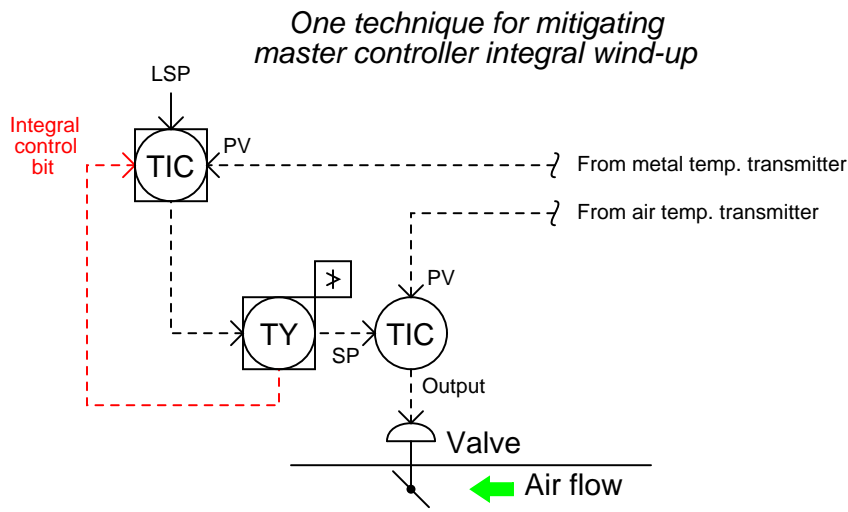 One technique for mitigating
master controller integral wind-up
LSP
Integral
control
bit
TIC
PV
From metal temp. transmitter
From air temp. transmitter
PV
TY
SP
TIC
Output
Valve
Air flow